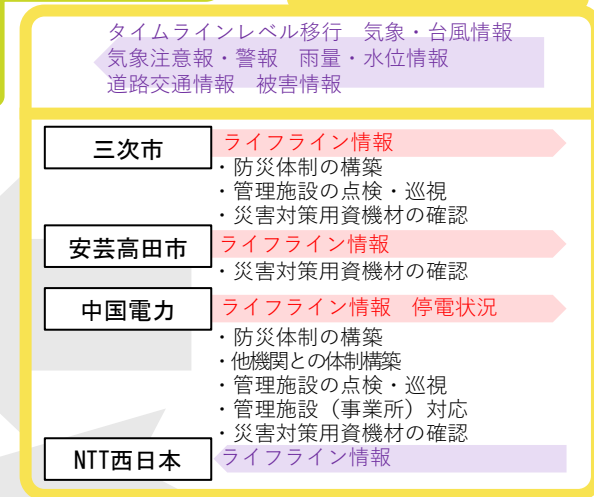 タイムラインレベル移行　気象・台風情報
気象注意報・警報　雨量・水位情報
道路交通情報　被害情報
三次市
ライフライン情報
・防災体制の構築
・管理施設の点検・巡視
・災害対策用資機材の確認
安芸高田市
ライフライン情報
・災害対策用資機材の確認
中国電力
ライフライン情報　停電状況
・防災体制の構築
・他機関との体制構築
・管理施設の点検・巡視
・管理施設（事業所）対応
・災害対策用資機材の確認
NTT西日本
ライフライン情報